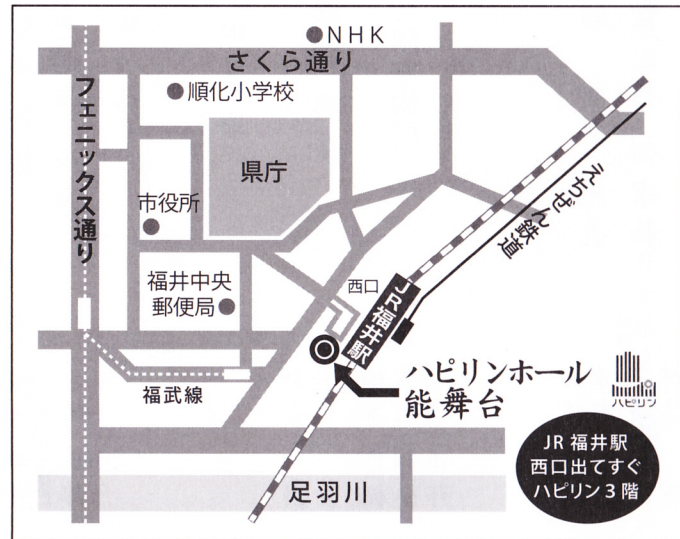 NHK
さくら通り
順化小学校
フェニックス通り
県庁
えちぜん鉄道
市役所
福井中央
郵便局
西口
JR福井駅
福武線
ハピリンホール
能舞台
ハピリン
JR 福井駅
西口出てすぐ
ハピリン3階
足羽川